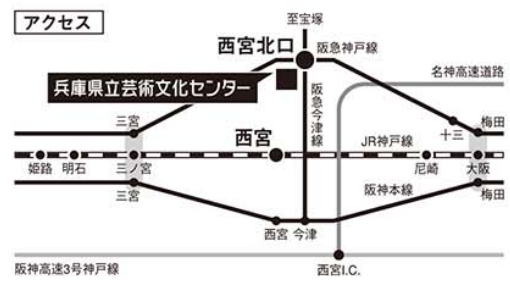 アクセス
至宝塚
西宮北口
阪急神戸線
名神高速道路
兵庫県立芸術文化センター
阪急今津線
三宮
西宮
JR神戸線
十三
梅田
姫路
明石
三ノ宮
尼崎
大阪
三宮
阪神本線
梅田
西宮
今津
阪神高速3号神戸線
西宮I.C.